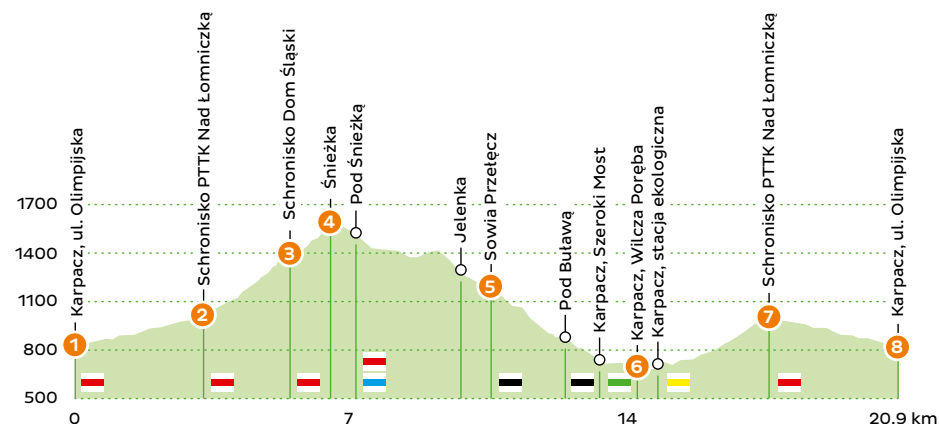 Karpacz, ul. Olimpijska
Schronisko PTTK Nad Łomniczką
Schronisko Dom Śląski
Śnieżka
Pod Śnieżką
Jelenka
Sowia Przełęcz
Pod Buławą
Karpacz, Szeroki Most
Karpacz, Wilcza Poręba
Karpacz, stacja ekologiczna
Schronisko PTTK Nad Łomniczką
Karpacz, ul. Olimpijska
1700
1400
1100
800
500
1
2
3
4
5
6
7
8
0
7
14
20.9 km